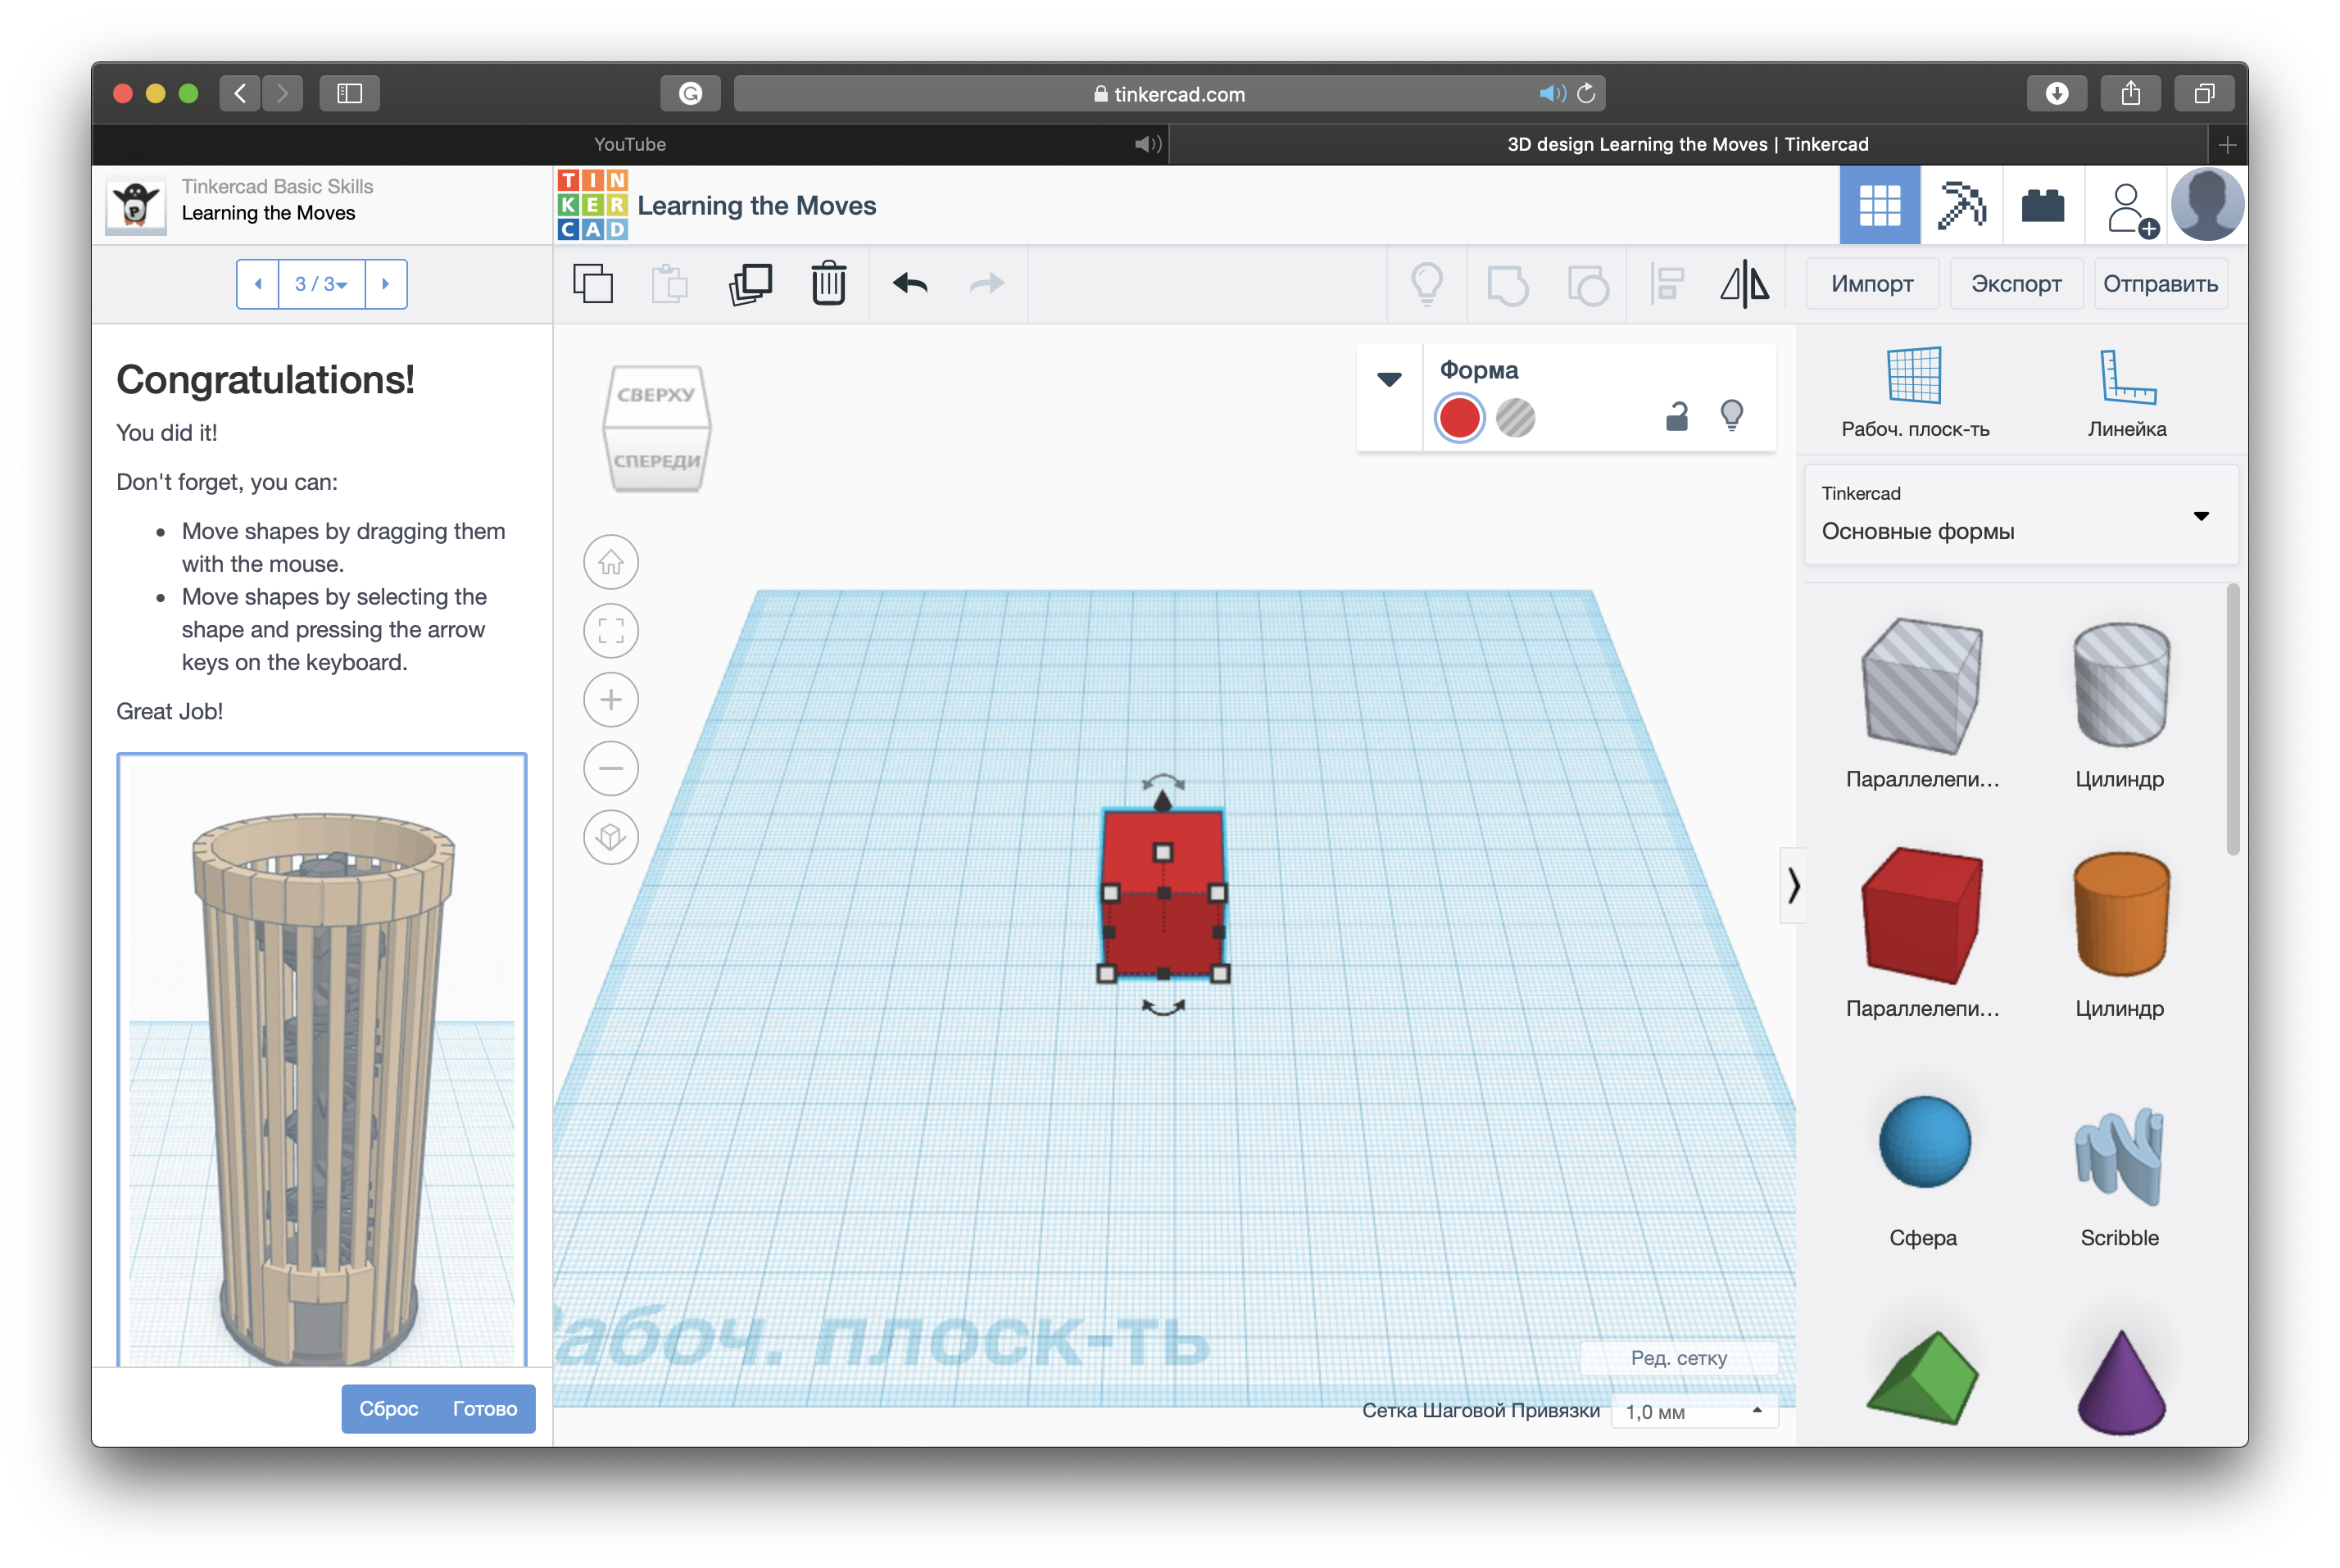 tinkercad.com
YouTube
3D design Learning the Moves | Tinkercad
Tinkercad Basic Skills
Learning the Moves
P
TIN
KER
CAD
Learning the Moves
3 / 3
Импорт
Экспорт
Отправить
Congratulations!
You did it!
Don't forget, you can:
Move shapes by dragging them
with the mouse.
Move shapes by selecting the
shape and pressing the arrow
keys on the keyboard.
Great Job!
Сброс
Готово
СВЕРХУ
СПЕРЕДИ
Форма
Рабоч. плоск-ть
Ред. сетку
Сетка Шаговой Привязки
1,0 мм
Рабоч. плоск-ть
Линейка
Tinkercad
Основные формы
Параллелепи...
Цилиндр
Параллелепи...
Цилиндр
Сфера
Scribble